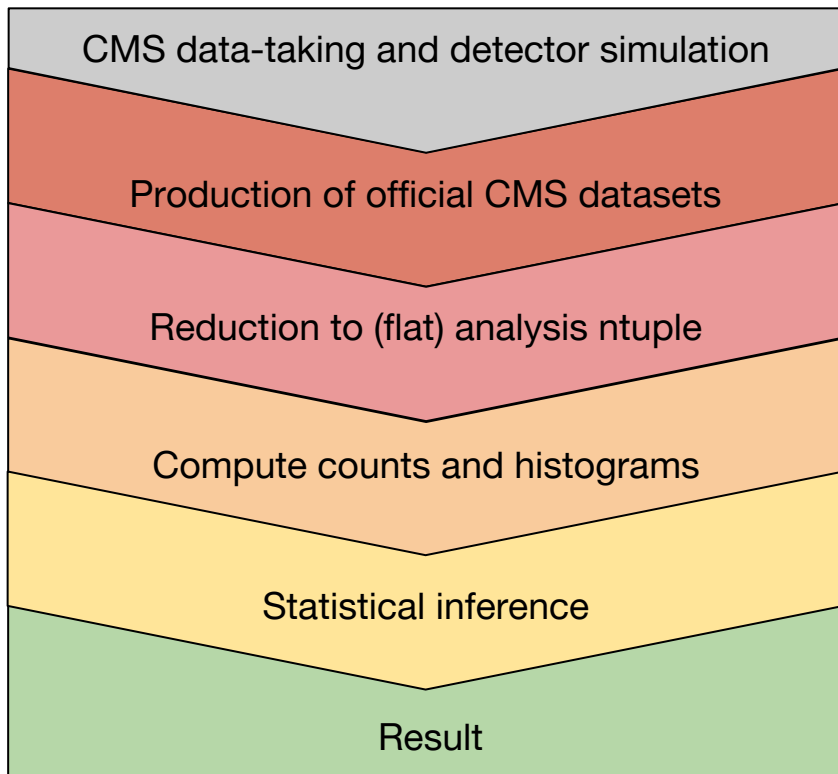 CMS data-taking and detector simulation
Production of official CMS datasets
Reduction to (flat) analysis ntuple
Compute counts and histograms
Statistical inference
Result